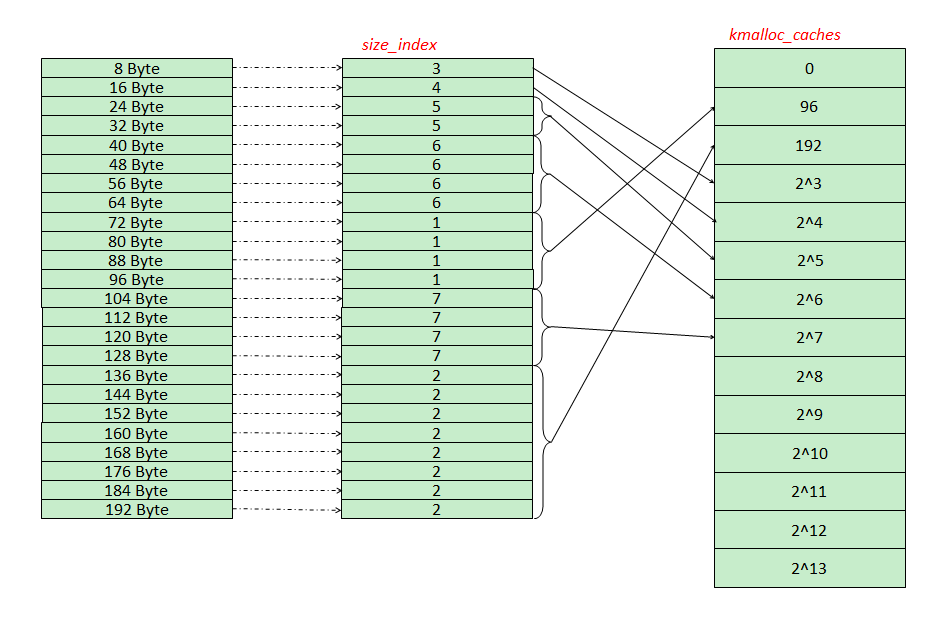 size_index
kmalloc_caches
8 Byte
16 Byte
24 Byte
32 Byte
40 Byte
48 Byte
56 Byte
64 Byte
72 Byte
80 Byte
88 Byte
96 Byte
104 Byte
112 Byte
120 Byte
128 Byte
136 Byte
144 Byte
152 Byte
160 Byte
168 Byte
176 Byte
184 Byte
192 Byte
3
4
5
5
6
6
6
6
1
1
1
1
7
7
7
7
2
2
2
2
2
2
2
2
0
96
192
2^3
2^4
2^5
2^6
2^7
2^8
2^9
2^10
2^11
2^12
2^13